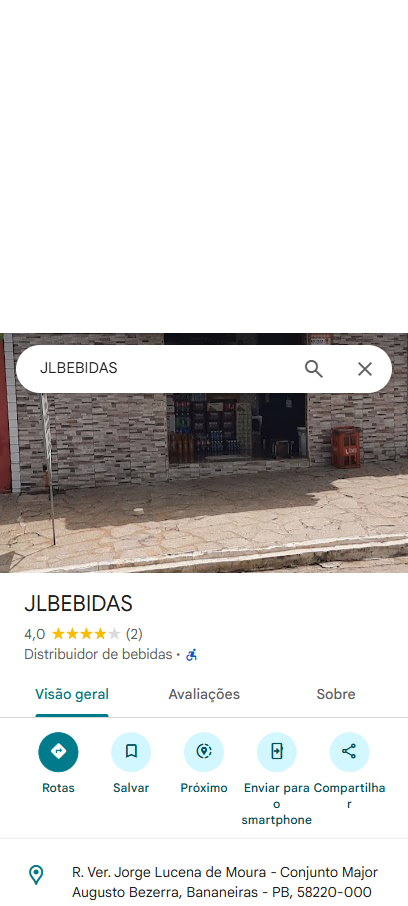 JLBEBIDAS
JLBEBIDAS
4,0 (2)
Distribuidor de bebidas ·
Visão geral
Avaliações
Sobre
Rotas
Salvar
Próximo
Enviar para
o
smartphone
Compartilha
r
R. Ver. Jorge Lucena de Moura - Conjunto Major
Augusto Bezerra, Bananeiras - PB, 58220-000